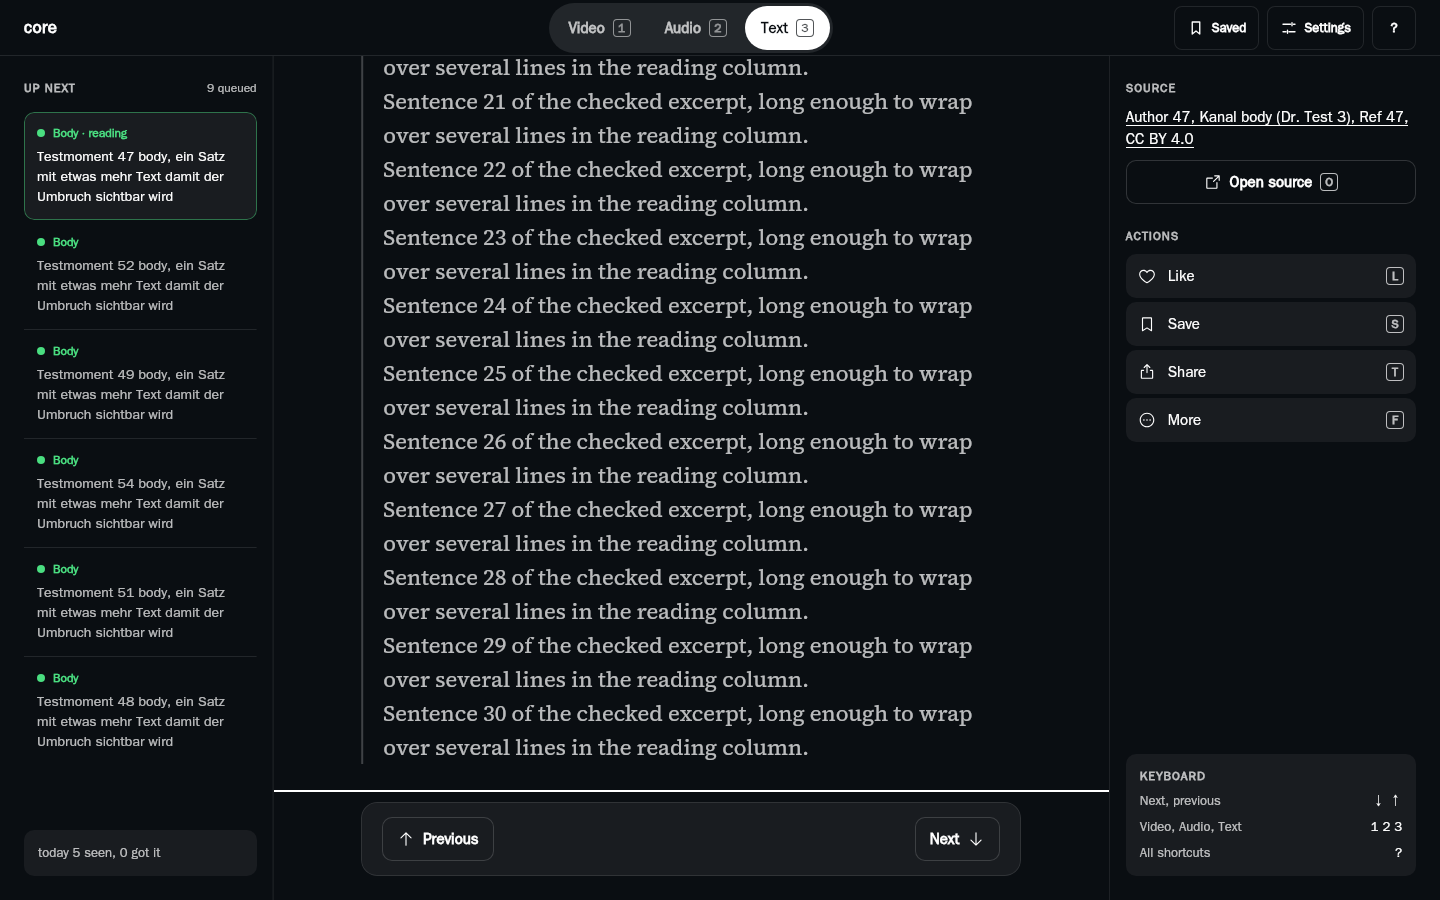 core
Video 1
Audio 2
Text 3
Saved
Settings
?
UP NEXT
9 queued
Body · reading
Testmoment 47 body, ein Satz
mit etwas mehr Text damit der
Umbruch sichtbar wird
Body
Testmoment 52 body, ein Satz
mit etwas mehr Text damit der
Umbruch sichtbar wird
Body
Testmoment 49 body, ein Satz
mit etwas mehr Text damit der
Umbruch sichtbar wird
Body
Testmoment 54 body, ein Satz
mit etwas mehr Text damit der
Umbruch sichtbar wird
Body
Testmoment 51 body, ein Satz
mit etwas mehr Text damit der
Umbruch sichtbar wird
Body
Testmoment 48 body, ein Satz
mit etwas mehr Text damit der
Umbruch sichtbar wird
today 5 seen, 0 got it
over several lines in the reading column.
Sentence 21 of the checked excerpt, long enough to wrap
over several lines in the reading column.
Sentence 22 of the checked excerpt, long enough to wrap
over several lines in the reading column.
Sentence 23 of the checked excerpt, long enough to wrap
over several lines in the reading column.
Sentence 24 of the checked excerpt, long enough to wrap
over several lines in the reading column.
Sentence 25 of the checked excerpt, long enough to wrap
over several lines in the reading column.
Sentence 26 of the checked excerpt, long enough to wrap
over several lines in the reading column.
Sentence 27 of the checked excerpt, long enough to wrap
over several lines in the reading column.
Sentence 28 of the checked excerpt, long enough to wrap
over several lines in the reading column.
Sentence 29 of the checked excerpt, long enough to wrap
over several lines in the reading column.
Sentence 30 of the checked excerpt, long enough to wrap
over several lines in the reading column.
↑ Previous
Next ↓
SOURCE
Author 47, Kanal body (Dr. Test 3), Ref 47,
CC BY 4.0
Open source O
ACTIONS
Like L
Save S
Share T
More F
KEYBOARD
Next, previous ↓ ↑
Video, Audio, Text 1 2 3
All shortcuts ?